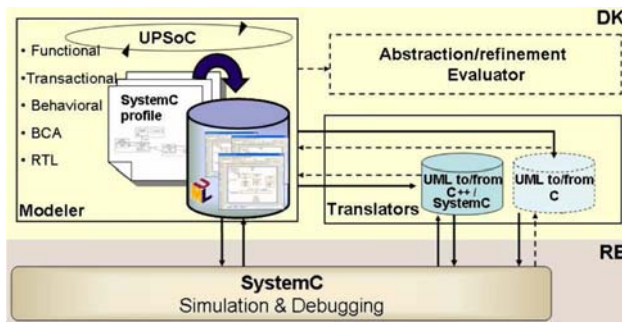 DK
UPSoC
• Functional
•Transactional
• Behavioral
• BCA
• RTL
SystemC
profile
Modeler
Abstraction/refinement
Evaluator
UML to/from
C++ /
SystemC
UML to/from
C
Translators
RE
SystemC
Simulation & Debugging